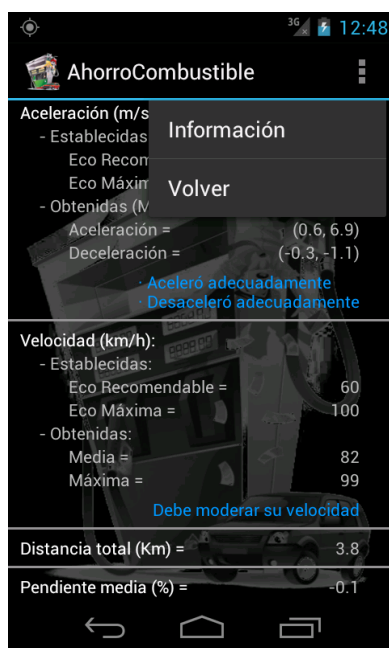 3G 12:48
AhorroCombustible
Aceleración (m/s
Información
- Establecidas
Eco Recom
Eco Máxim
Volver
- Obtenidas (M
Aceleración = (0.6, 6.9)
Deceleración = (-0.3, -1.1)
· Aceleró adecuadamente
· Desaceleró adecuadamente
Velocidad (km/h):
- Establecidas:
Eco Recomendable = 60
Eco Máxima = 100
- Obtenidas:
Media = 82
Máxima = 99
Debe moderar su velocidad
Distancia total (Km) = 3.8
Pendiente media (%) = -0.1